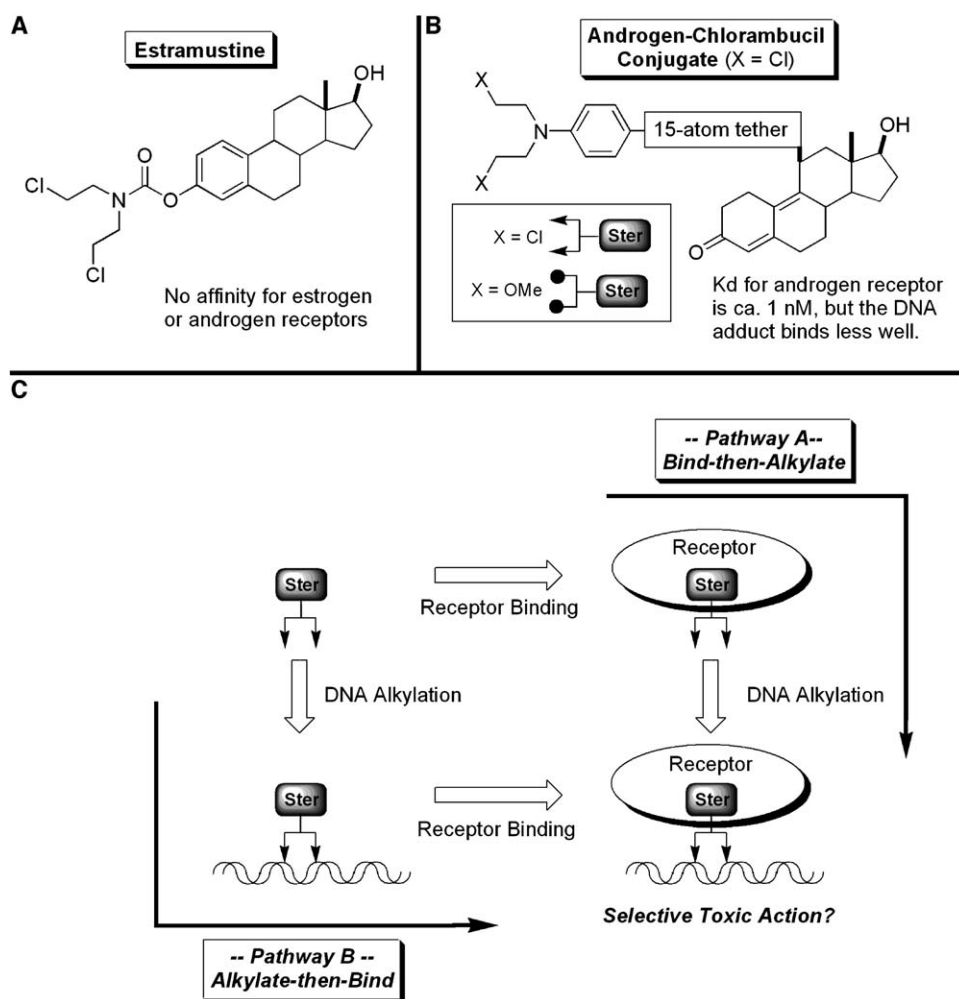 A
Estramustine
OH
O
Cl
N
O
Cl
No affinity for estrogen
or androgen receptors
B
Androgen-Chlorambucil
Conjugate (X = Cl)
X
N
X
15-atom tether
OH
O
X = Cl
Ster
X = OMe
Ster
Kd for androgen receptor
is ca. 1 nM, but the DNA
adduct binds less well.
C
-- Pathway A--
Bind-then-Alkylate
Ster
Receptor Binding
Receptor
Ster
DNA Alkylation
DNA Alkylation
Ster
Receptor Binding
Receptor
Ster
Selective Toxic Action?
-- Pathway B --
Alkylate-then-Bind